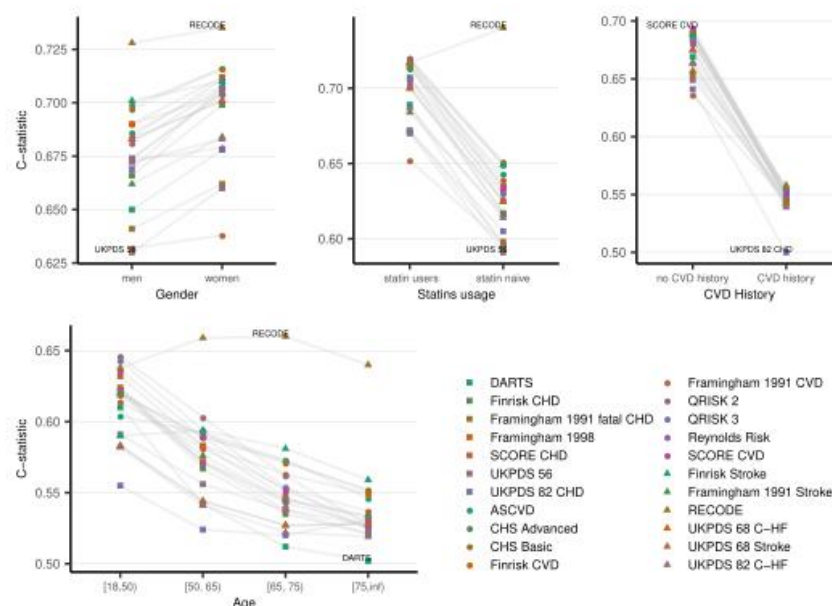 RECODE
0.725
0.700
0.675
0.650
0.625
C-statistic
UKPDS 56
men
women
Gender
RECODE
0.70
0.65
0.60
UKPDS 56
statin users
statin naive
Statins usage
SCORE CVD
0.70
0.65
0.60
0.55
0.50
UKPDS 82 CHD
no CVD history
CVD history
CVD History
RECODE
0.65
0.60
0.55
0.50
C-statistic
DARTS
[18,50)
[50, 65)
[65, 75)
[75,inf)
Age
DARTS
Finrisk CHD
Framingham 1991 fatal CHD
Framingham 1998
SCORE CHD
UKPDS 56
UKPDS 82 CHD
ASCVD
CHS Advanced
CHS Basic
Finrisk CVD
Framingham 1991 CVD
QRISK 2
QRISK 3
Reynolds Risk
SCORE CVD
Finrisk Stroke
Framingham 1991 Stroke
RECODE
UKPDS 68 C-HF
UKPDS 68 Stroke
UKPDS 82 C-HF